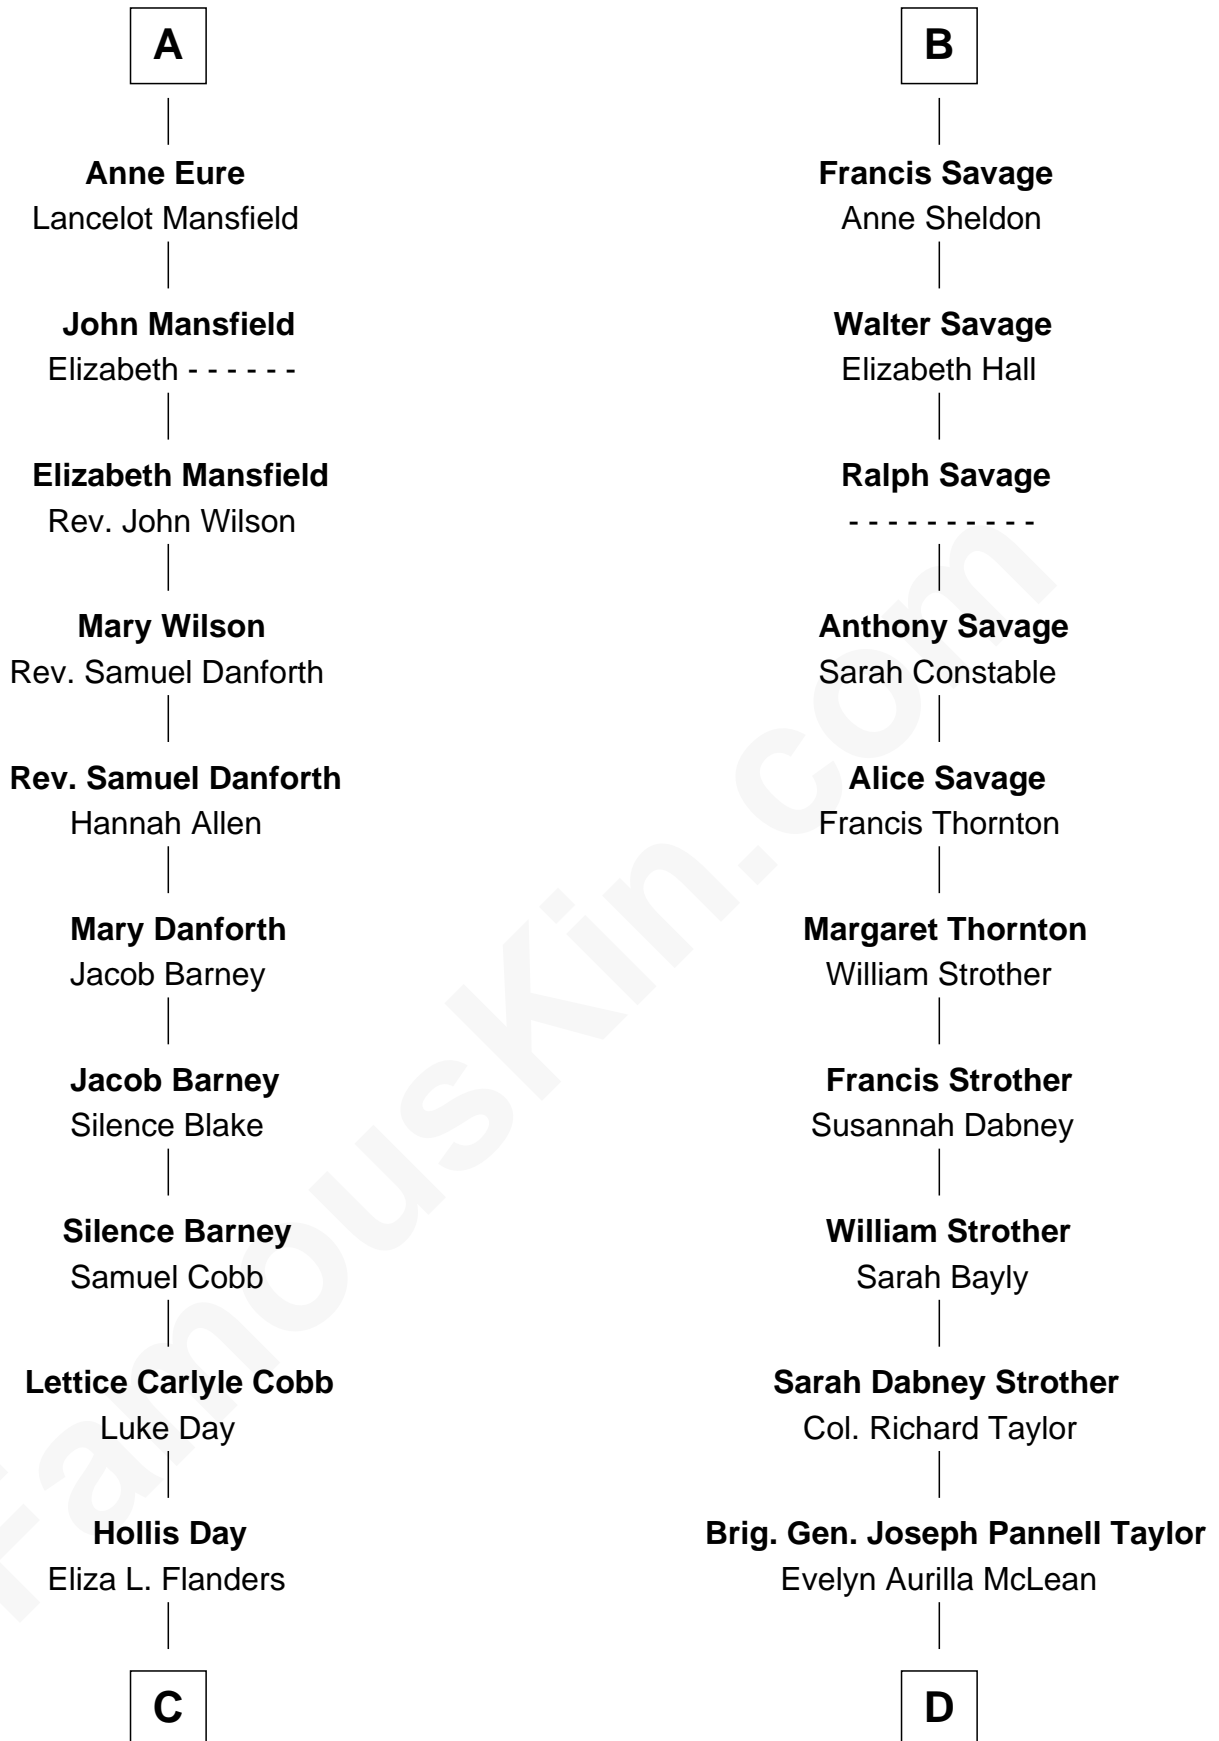 A
Anne Eure
Lancelot Mansfield
John Mansfield
Elizabeth - - - - - -
Elizabeth Mansfield
Rev. John Wilson
Mary Wilson
Rev. Samuel Danforth
Rev. Samuel Danforth
Hannah Allen
Mary Danforth
Jacob Barney
Jacob Barney
Silence Blake
Silence Barney
Samuel Cobb
Lettice Carlyle Cobb
Luke Day
Hollis Day
Eliza L. Flanders
C
B
Francis Savage
Anne Sheldon
Walter Savage
Elizabeth Hall
Ralph Savage
- - - - - - - - - -
Anthony Savage
Sarah Constable
Alice Savage
Francis Thornton
Margaret Thornton
William Strother
Francis Strother
Susannah Dabney
William Strother
Sarah Bayly
Sarah Dabney Strother
Col. Richard Taylor
Brig. Gen. Joseph Pannell Taylor
Evelyn Aurilla McLean
D
FamousKin.com